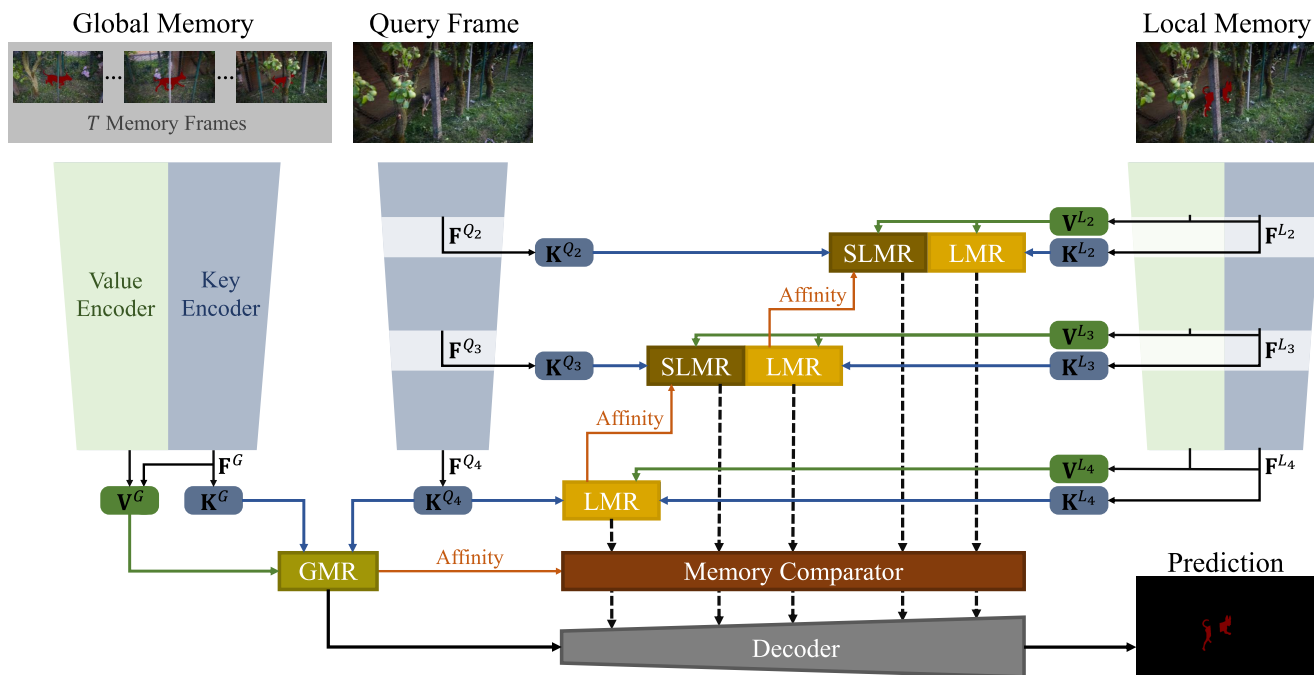 Global Memory
Query Frame
Local Memory
... ...
T Memory Frames
Value
Encoder
Key
Encoder
F^{Q_2}
K^{Q_2}
V^{L_2}
F^{L_2}
K^{L_2}
SLMR LMR
Affinity
F^{Q_3}
K^{Q_3}
V^{L_3}
F^{L_3}
K^{L_3}
SLMR LMR
Affinity
F^G
F^{Q_4}
V^{L_4}
F^{L_4}
V^G
K^G
K^{Q_4}
LMR
K^{L_4}
GMR
Affinity
Memory Comparator
Prediction
Decoder